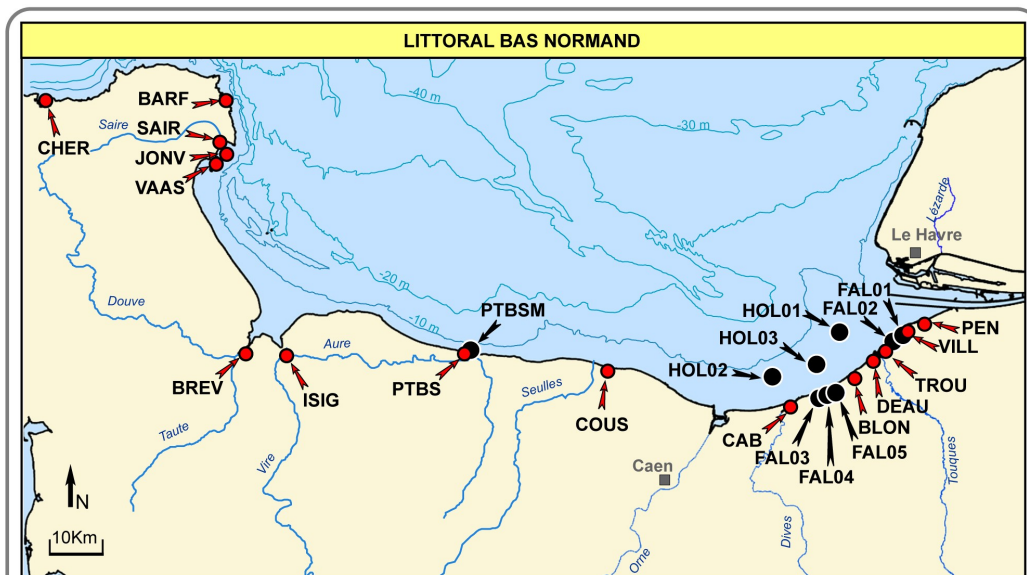 LITTORAL BAS NORMAND
BARF
-40 m
-30 m
Saire
SAIR
CHER
JONV
VAAS
Lézarde
Le Havre
-20 m
FAL01
Douve
PTBSM
HOL01
FAL02
-10 m
HOL03
PEN
Aure
VILL
HOL02
BREV
ISIG
PTBS
Seulles
TROU
DEAU
COUS
BLON
CAB
Taute
FAL03
FAL05
Vire
Caen
FAL04
Touques
N
10Km
Dives
Orne